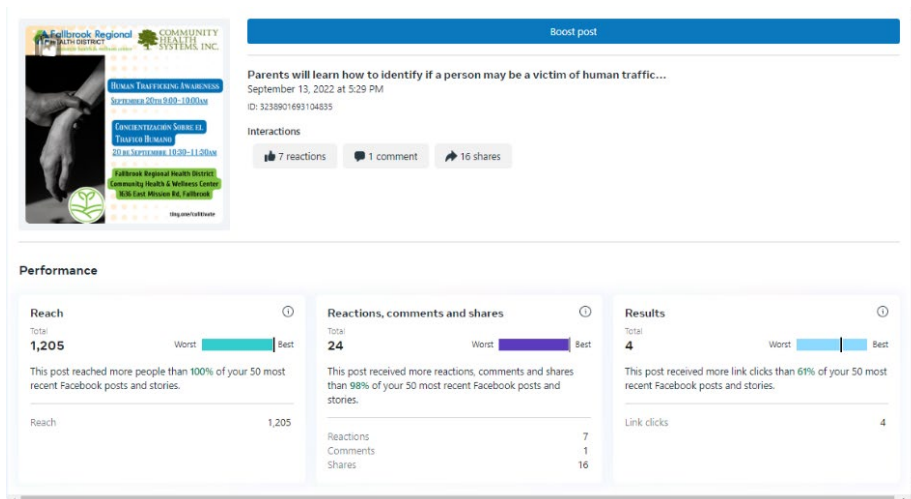 Fallbrook Regional
HEALTH DISTRICT
COMMUNITY
HEALTH
SYSTEMS, INC.
Human Trafficking Awareness
September 20th 9:00-10:00am
Concientización Sobre el
Trafico Humano
20 de Septiembre 10:30-11:30am
Fallbrook Regional Health District
Community Health & Wellness Center
1636 East Mission Rd, Fallbrook
Boost post
Parents will learn how to identify if a person may be a victim of human traffic...
September 13, 2022 at 5:29 PM
ID: 3238901693104835
Interactions
7 reactions 1 comment 16 shares
Performance
Reach
Total
1,205 Worst Best
This post reached more people than 100% of your 50 most
recent Facebook posts and stories.
Reach 1,205
Reactions, comments and shares
Total
24 Worst Best
This post received more reactions, comments and shares
than 98% of your 50 most recent Facebook posts and
stories.
Reactions 7
Comments 1
Shares 16
Results
Total
4 Worst Best
This post received more link clicks than 61% of your 50 most
recent Facebook posts and stories.
Link clicks 4